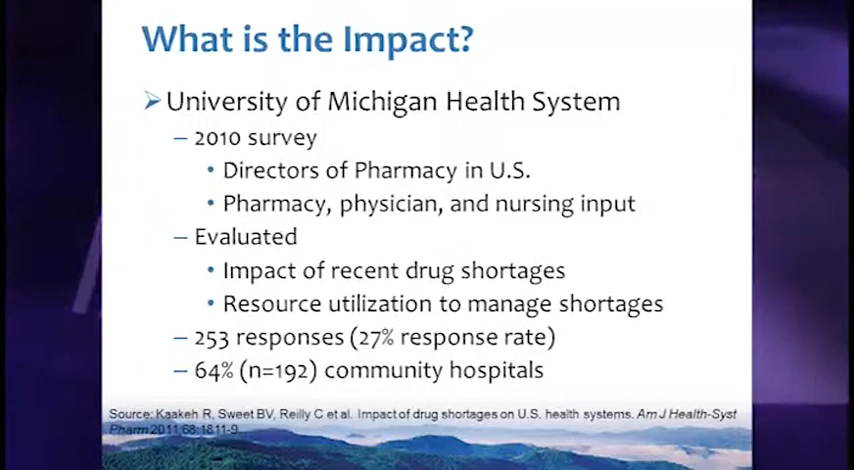 What is the Impact?
➢ University of Michigan Health System
– 2010 survey
• Directors of Pharmacy in U.S.
• Pharmacy, physician, and nursing input
– Evaluated
• Impact of recent drug shortages
• Resource utilization to manage shortages
– 253 responses (27% response rate)
– 64% (n=192) community hospitals
Source: Kaakeh R, Sweet BV, Reilly C et al. Impact of drug shortages on U.S. health systems. Am J Health-Syst
Pharm 2011;68:1811-9